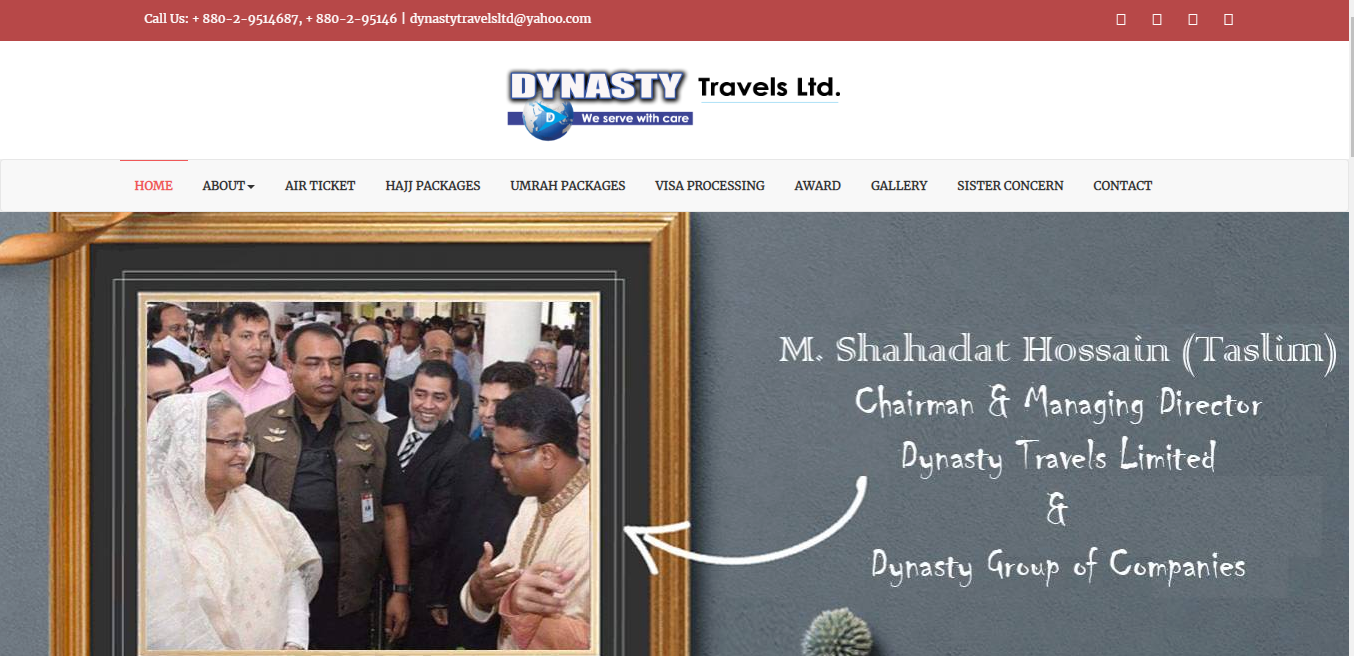 Call Us: + 880-2-9514687, + 880-2-95146 | dynastytravelsltd@yahoo.com
DYNASTY Travels Ltd.
D
We serve with care
HOME ABOUT AIR TICKET HAJJ PACKAGES UMRAH PACKAGES VISA PROCESSING AWARD GALLERY SISTER CONCERN CONTACT
M. Shahadat Hossain (Taslim)
Chairman & Managing Director
Dynasty Travels Limited
&
Dynasty Group of Companies